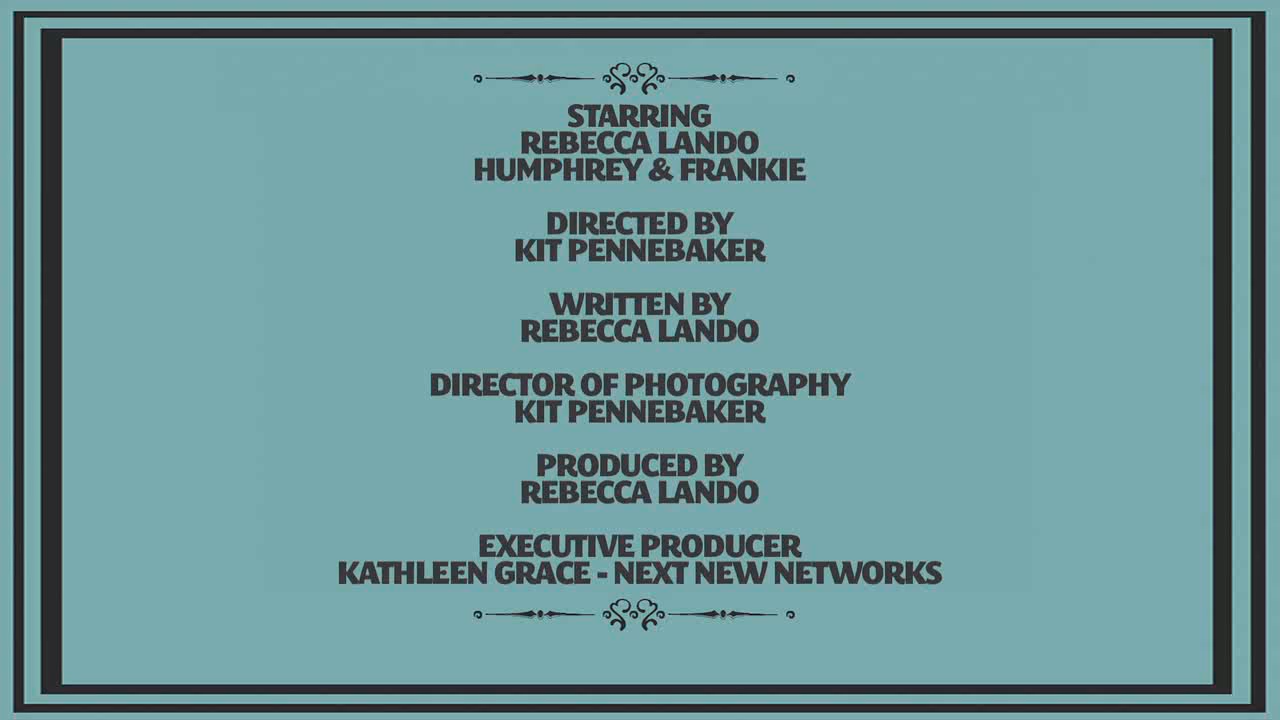 STARRING
REBECCA LANDO
HUMPHREY & FRANKIE
DIRECTED BY
KIT PENNEBAKER
WRITTEN BY
REBECCA LANDO
DIRECTOR OF PHOTOGRAPHY
KIT PENNEBAKER
PRODUCED BY
REBECCA LANDO
EXECUTIVE PRODUCER
KATHLEEN GRACE - NEXT NEW NETWORKS